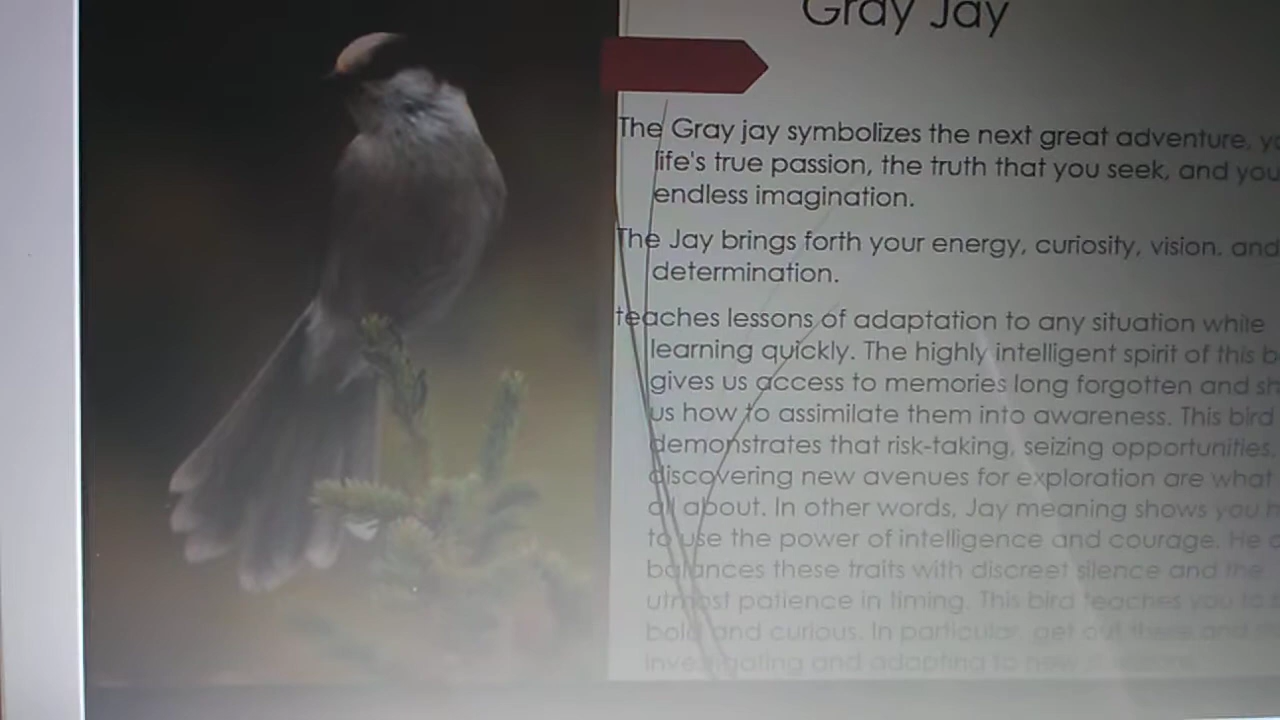 Gray Jay
The Gray jay symbolizes the next great adventure,
life's true passion, the truth that you seek, and
endless imagination.
The Jay brings forth your energy, curiosity, vision. and
determination.
teaches lessons of adaptation to any situation while
learning quickly. The highly intelligent spirit of this
gives us access to memories long forgotten and
us how to assimilate them into awareness. This bird
demonstrates that risk-taking, seizing opportunities,
discovering new avenues for exploration are what
all about. In other words, Jay meaning shows you
to use the power of intelligence and courage. He
balances these traits with discreet silence and the
utmost patience in timing. This bird teaches you to
bold and curious. In particular, get out there and
investigating and adapting to new